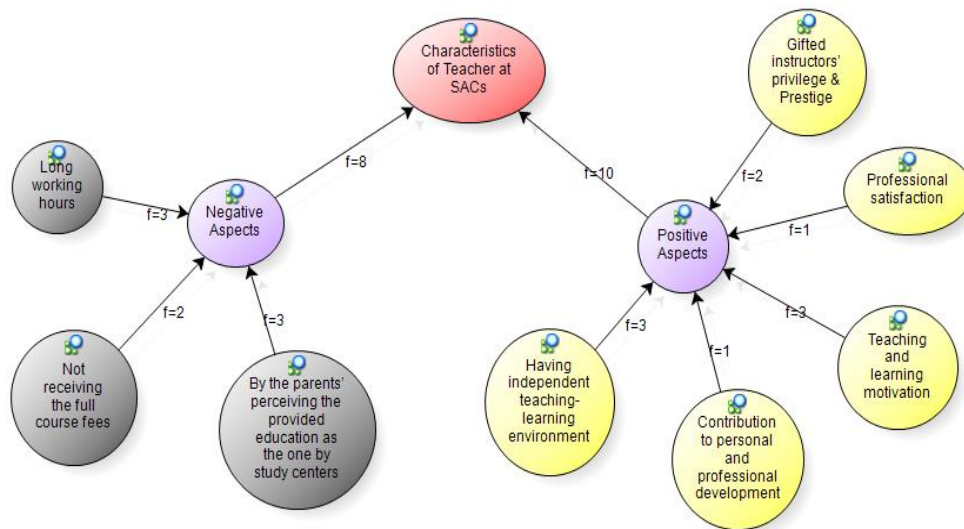 Characteristics
of Teacher at
SACs
Gifted
instructors'
privilege &
Prestige
Long
working
hours
f=3
Negative
Aspects
f=8
f=10
Positive
Aspects
f=2
Professional
satisfaction
f=1
Not
receiving
the full
course fees
f=2
By the parents'
perceiving the
provided
education as
the one by
study centers
f=3
Having
independent
teaching-
learning
environment
f=3
Contribution
to personal
and
professional
development
f=1
Teaching
and
learning
motivation
f=3